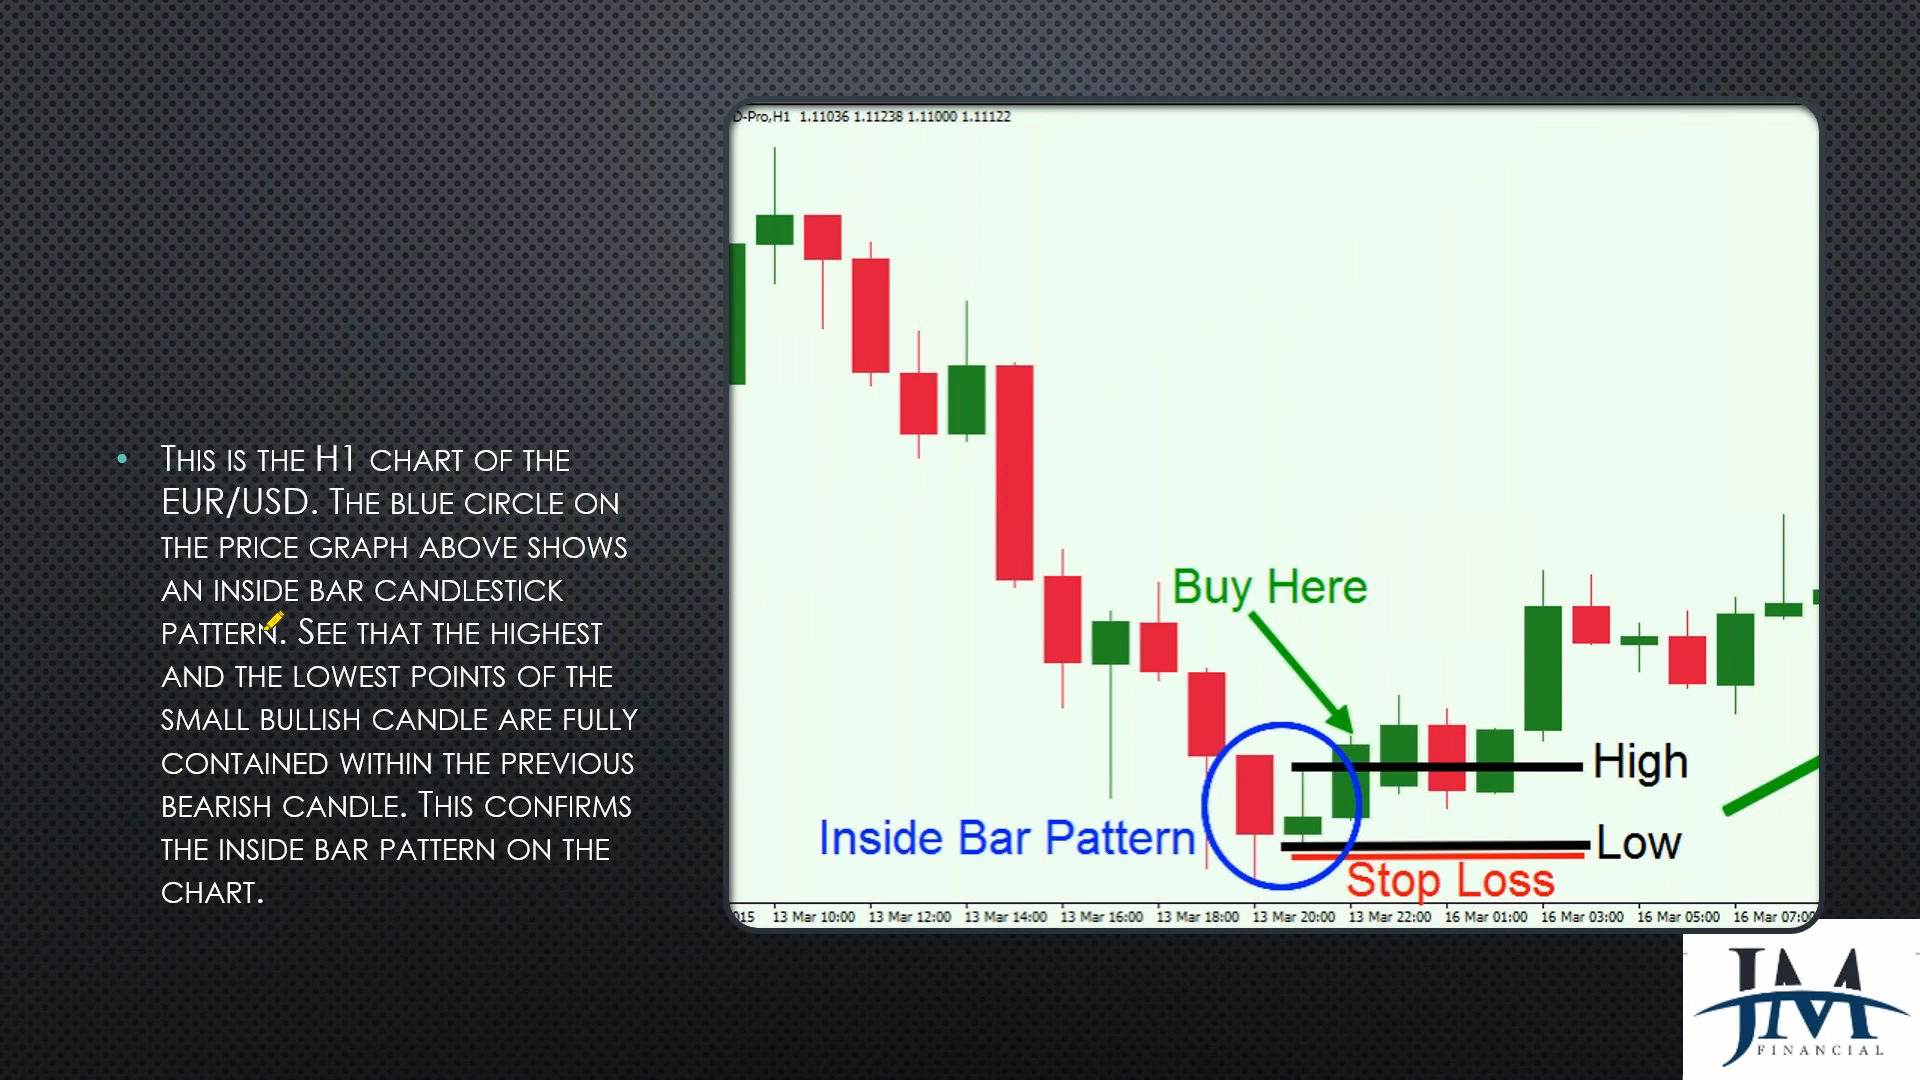 D-Pro,H1 1.11036 1.11238 1.11000 1.11122
• This is the H1 chart of the
EUR/USD. The blue circle on
the price graph above shows
an inside bar candlestick
pattern. See that the highest
and the lowest points of the
small bullish candle are fully
contained within the previous
bearish candle. This confirms
the inside bar pattern on the
chart.
Buy Here
High
Inside Bar Pattern
Low
Stop Loss
015 13 Mar 10:00 13 Mar 12:00 13 Mar 14:00 13 Mar 16:00 13 Mar 18:00 13 Mar 20:00 13 Mar 22:00 16 Mar 01:00 16 Mar 03:00 16 Mar 05:00 16 Mar 07:00
JM
FINANCIAL